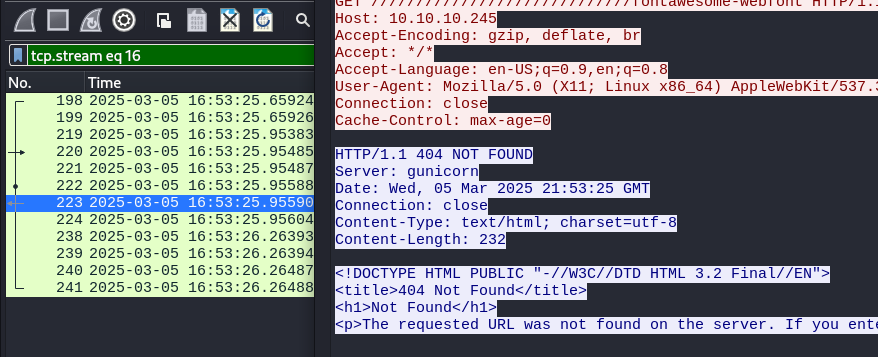 tcp.stream eq 16
No. Time
198 2025-03-05 16:53:25.65924
199 2025-03-05 16:53:25.65926
219 2025-03-05 16:53:25.95383
220 2025-03-05 16:53:25.95485
221 2025-03-05 16:53:25.95487
222 2025-03-05 16:53:25.95588
223 2025-03-05 16:53:25.95590
224 2025-03-05 16:53:25.95604
238 2025-03-05 16:53:26.26393
239 2025-03-05 16:53:26.26394
240 2025-03-05 16:53:26.26487
241 2025-03-05 16:53:26.26488
GET /////////////////////////////fontawesome-webfont HTTP/1.1
Host: 10.10.10.245
Accept-Encoding: gzip, deflate, br
Accept: */*
Accept-Language: en-US;q=0.9,en;q=0.8
User-Agent: Mozilla/5.0 (X11; Linux x86_64) AppleWebKit/537.3
Connection: close
Cache-Control: max-age=0
HTTP/1.1 404 NOT FOUND
Server: gunicorn
Date: Wed, 05 Mar 2025 21:53:25 GMT
Connection: close
Content-Type: text/html; charset=utf-8
Content-Length: 232
<!DOCTYPE HTML PUBLIC "-//W3C//DTD HTML 3.2 Final//EN">
<title>404 Not Found</title>
<h1>Not Found</h1>
<p>The requested URL was not found on the server. If you ente